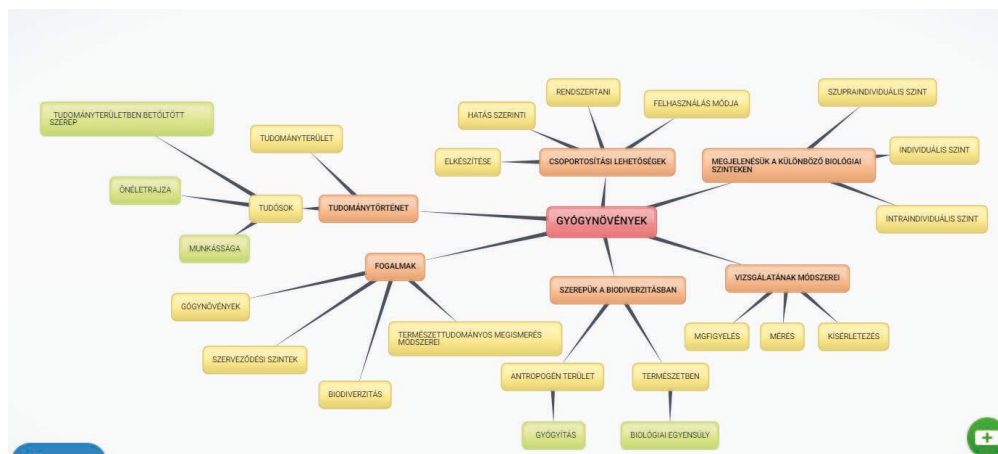 GYÓGYNÖVÉNYEK
CSOPORTOSÍTÁSI LEHETŐSÉGEK
ELKÉSZÍTÉSE
HATÁS SZERINTI
RENDSZERTANI
FELHASZNÁLÁS MÓDJA
MEGJELENÉSÜK A KÜLÖNBÖZŐ BIOLÓGIAI
SZINTEKEN
SZUPRAINDIVIDUÁLIS SZINT
INDIVIDUÁLIS SZINT
INTRAINDIVIDUÁLIS SZINT
TUDOMÁNYTÖRTÉNET
TUDOMÁNYTERÜLET
TUDÓSOK
TUDOMÁNYTERÜLETBEN BETÖLTÖTT
SZEREP
ÖNÉLETRAJZA
MUNKÁSSÁGA
FOGALMAK
GÓGYNÖVÉNYEK
SZERVEZŐDÉSI SZINTEK
BIODIVERZITÁS
TERMÉSZETTUDOMÁNYOS MEGISMERÉS
MÓDSZEREI
SZEREPÜK A BIODIVERZITÁSBAN
ANTROPOGÉN TERÜLET
GYÓGYÍTÁS
TERMÉSZETBEN
BIOLÓGIAI EGYENSÚLY
VIZSGÁLATÁNAK MÓDSZEREI
MGFIGYELÉS
MÉRÉS
KÍSÉRLETEZÉS